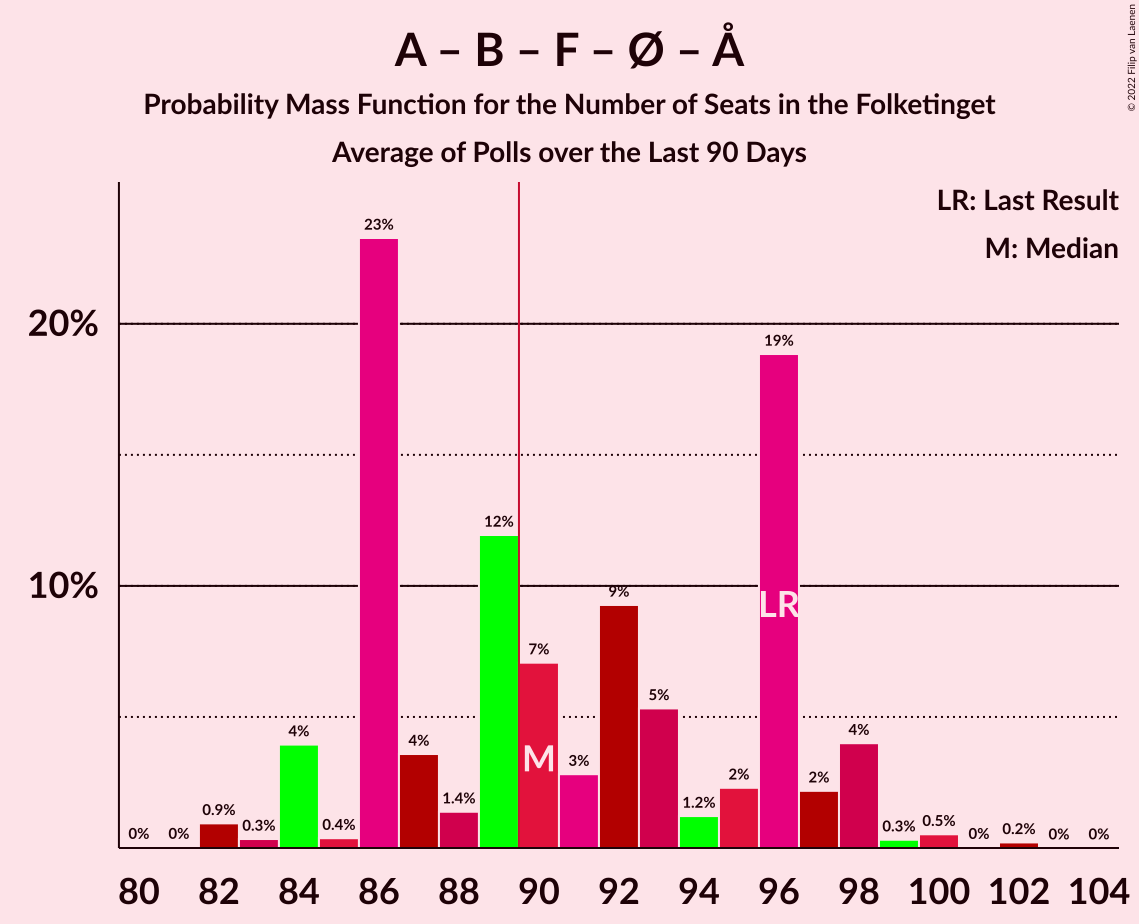 A – B – F – Ø – Å
Probability Mass Function for the Number of Seats in the Folketinget
Average of Polls over the Last 90 Days
© 2022 Filip van Laenen
LR: Last Result
M: Median
20%
10%
0% 0% 0.9% 0.3% 4% 0.4% 23% 4% 1.4% 12% 7% 3% 9% 5% 1.2% 2% 19% 2% 4% 0.3% 0.5% 0% 0.2% 0% 0%
LR
M
80 82 84 86 88 90 92 94 96 98 100 102 104